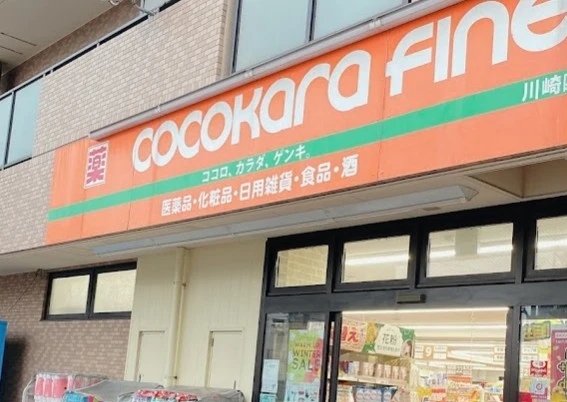 薬
cocokara fine
川崎
ココロ、カラダ、ゲンキ。
医薬品・化粧品・日用雑貨・食品・酒
花粉
9
WINTER
SALE